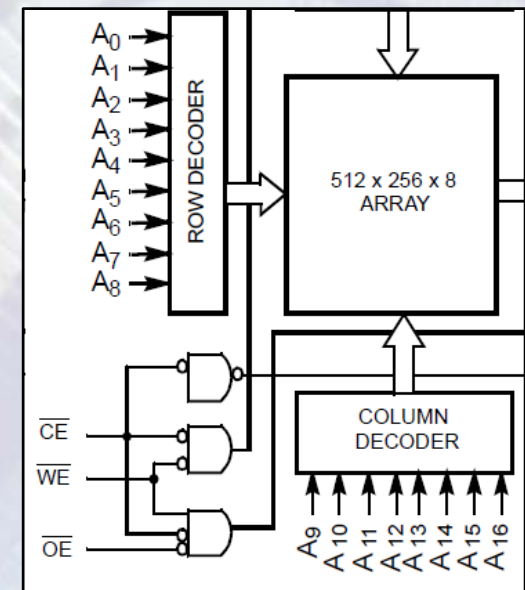 A0
A1
A2
A3
A4
A5
A6
A7
A8
ROW DECODER
512 x 256 x 8
ARRAY
COLUMN
DECODER
A9 A10 A11 A12 A13 A14 A15 A16
CE
WE
OE